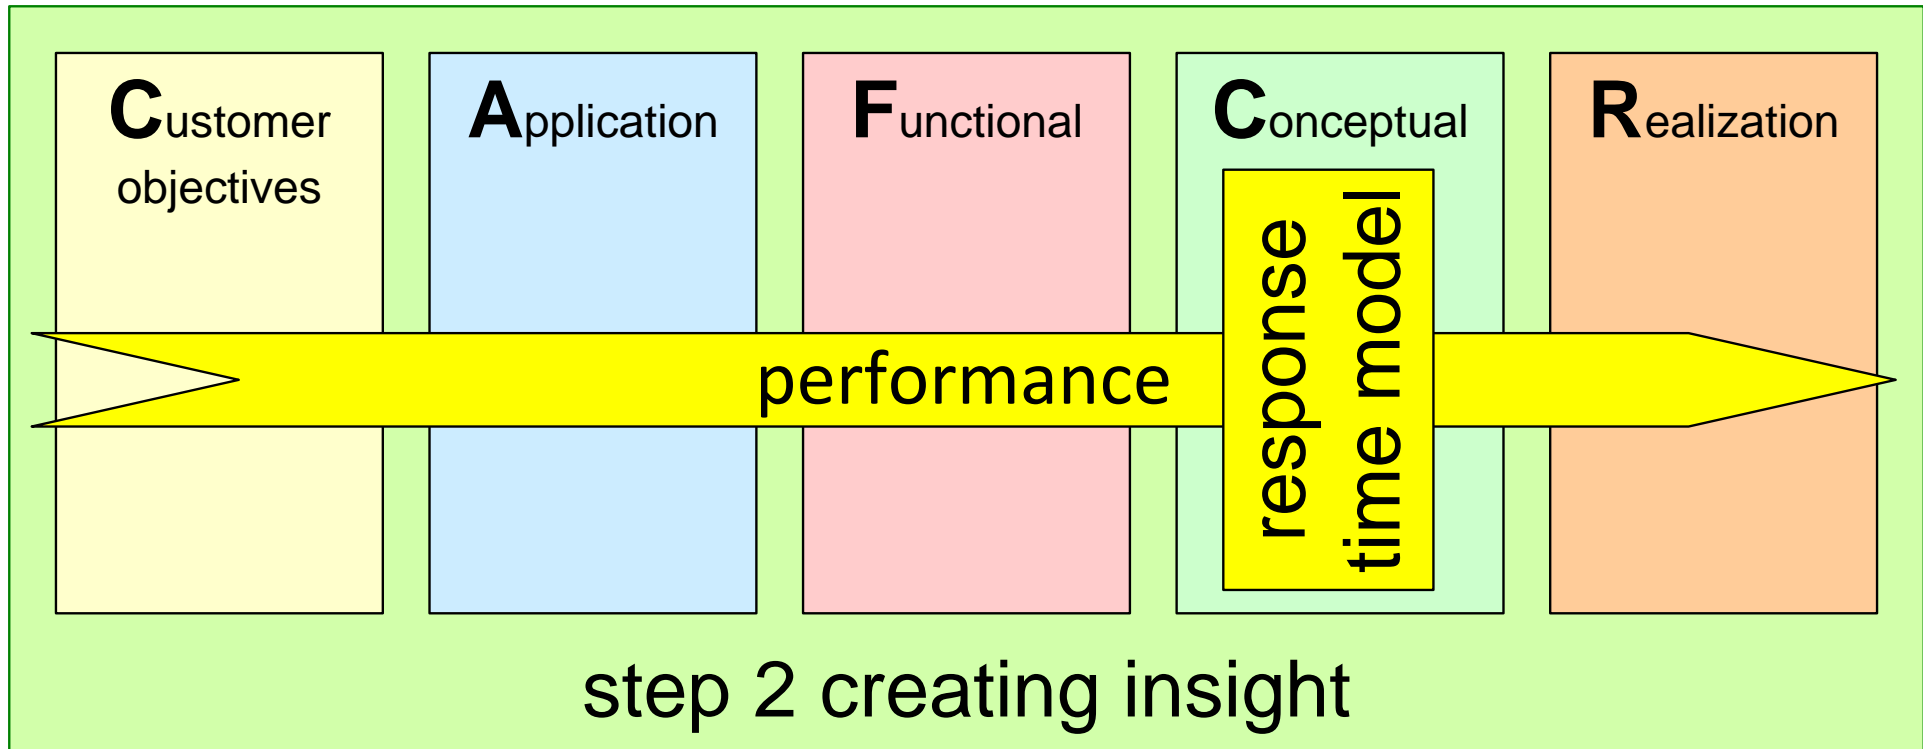 Customer
objectives
Application
Functional
Conceptual
Realization
performance
response
time model
step 2 creating insight